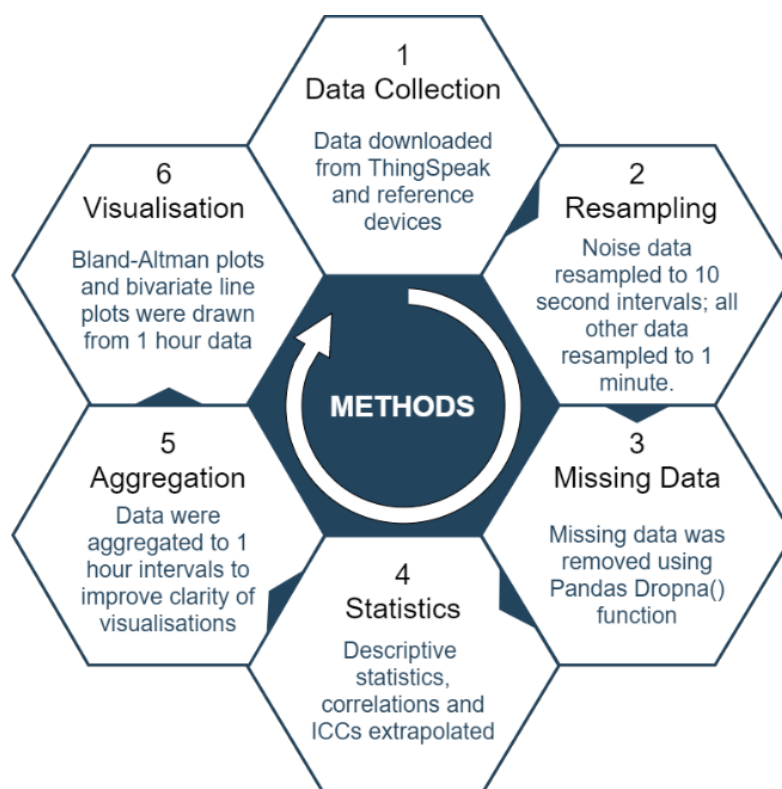 1
Data Collection
Data downloaded
from ThingSpeak
and reference
devices
2
Resampling
Noise data
resampled to 10
second intervals; all
other data
resampled to 1
minute.
3
Missing Data
Missing data was
removed using
Pandas Dropna()
function
4
Statistics
Descriptive
statistics,
correlations and
ICCs extrapolated
5
Aggregation
Data were
aggregated to 1
hour intervals to
improve clarity of
visualisations
6
Visualisation
Bland-Altman plots
and bivariate line
plots were drawn
from 1 hour data
METHODS